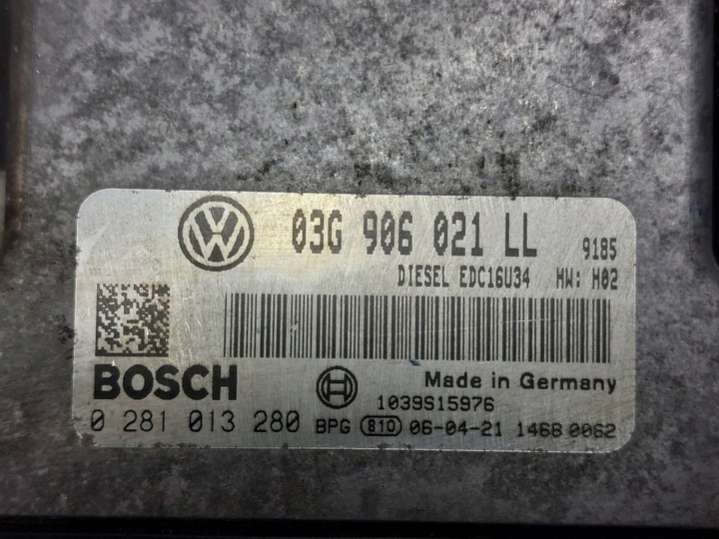 03G 906 021 LL 9185
DIESEL EDC16U34 HW: H02
BOSCH
Made in Germany
1039S15976
0 281 013 280 BPG 810 06-04-21 1468 0062